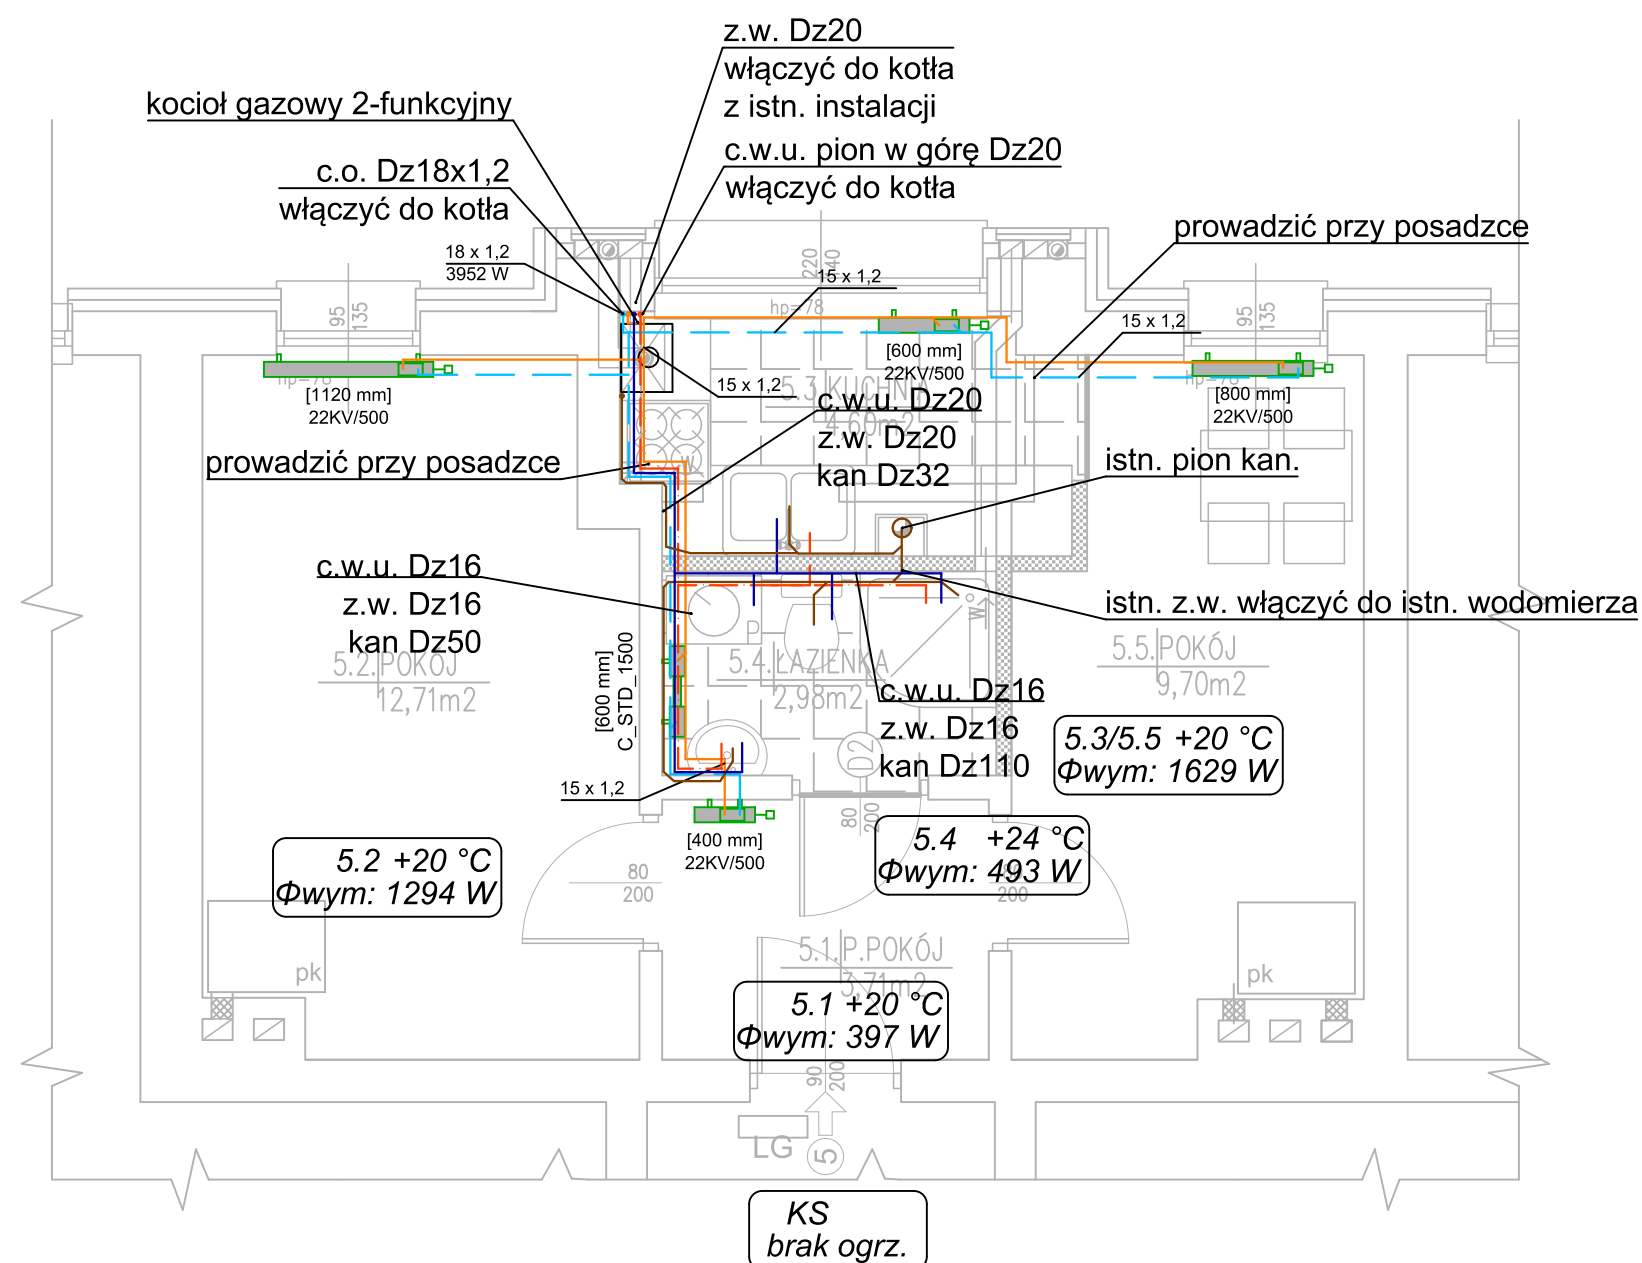 z.w. Dz20
włączyć do kotła
z istn. instalacji
kocioł gazowy 2-funkcyjny
c.w.u. pion w górę Dz20
włączyć do kotła
c.o. Dz18x1,2
włączyć do kotła
prowadzić przy posadzce
18 x 1,2
3952 W
220
140
15 x 1,2
hp=78
95
135
95
135
15 x 1,2
[600 mm]
22KV/500
hp=78
[1120 mm]
22KV/500
15 x 1,2
5.3.KUCHNIA
4,60m2
hp=78
[800 mm]
22KV/500
c.w.u. Dz20
z.w. Dz20
kan Dz32
prowadzić przy posadzce
istn. pion kan.
c.w.u. Dz16
z.w. Dz16
kan Dz50
istn. z.w. włączyć do istn. wodomierza
P
5.2.POKÓJ
12,71m2
[600 mm]
C_STD_1500
5.4.ŁAZIENKA
2,98m2
5.5.POKÓJ
9,70m2
c.w.u. Dz16
z.w. Dz16
kan Dz110
D2
5.3/5.5 +20 °C
Φwym: 1629 W
15 x 1,2
[400 mm]
22KV/500
80
200
5.4 +24 °C
Φwym: 493 W
5.2 +20 °C
Φwym: 1294 W
80
200
80
200
5.1.P.POKÓJ
3,71m2
pk
pk
5.1 +20 °C
Φwym: 397 W
90
200
LG
5
KS
brak ogrz.